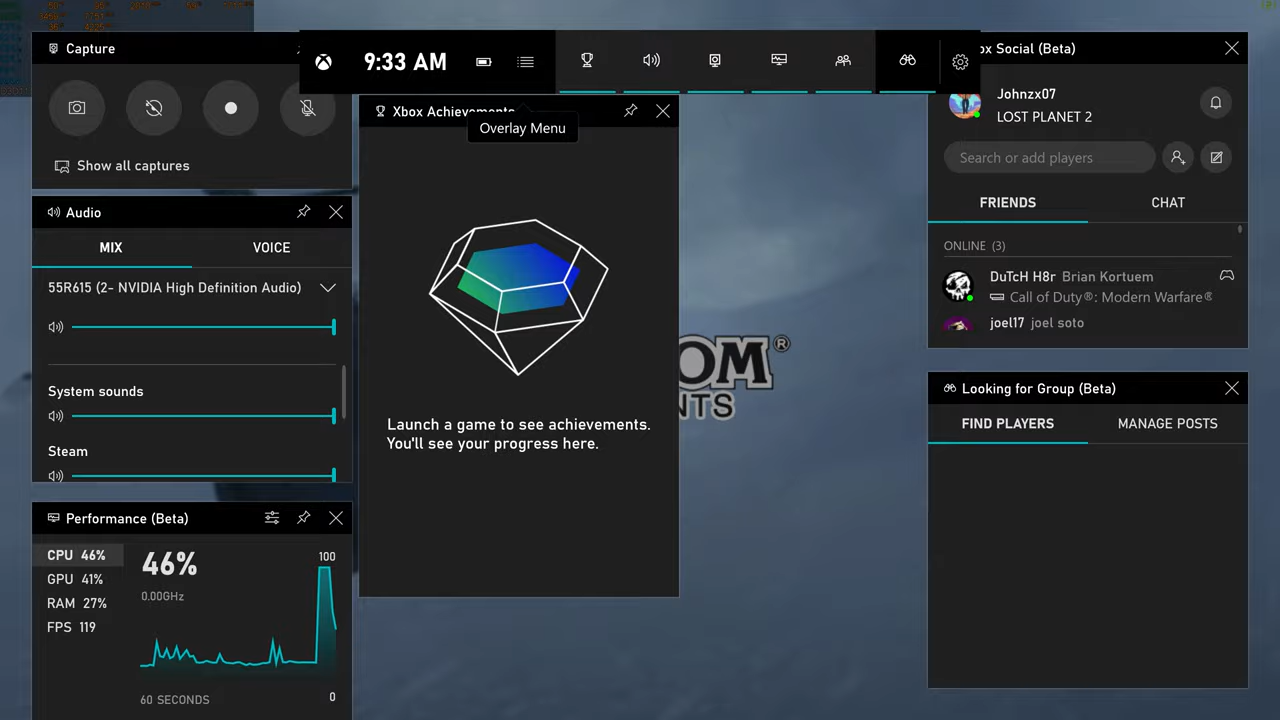 Capture
Show all captures
Audio
MIX
VOICE
55R615 (2- NVIDIA High Definition Audio)
System sounds
Steam
Performance (Beta)
CPU 46%
GPU 41%
RAM 27%
FPS 119
46%
0.00GHz
100
60 SECONDS
0
9:33 AM
Xbox Achievements
Overlay Menu
Launch a game to see achievements.
You'll see your progress here.
OM®
NTS
ox Social (Beta)
Johnzx07
LOST PLANET 2
Search or add players
FRIENDS
CHAT
ONLINE (3)
DuTcH H8r Brian Kortuem
Call of Duty®: Modern Warfare®
joel17 joel soto
Looking for Group (Beta)
FIND PLAYERS
MANAGE POSTS